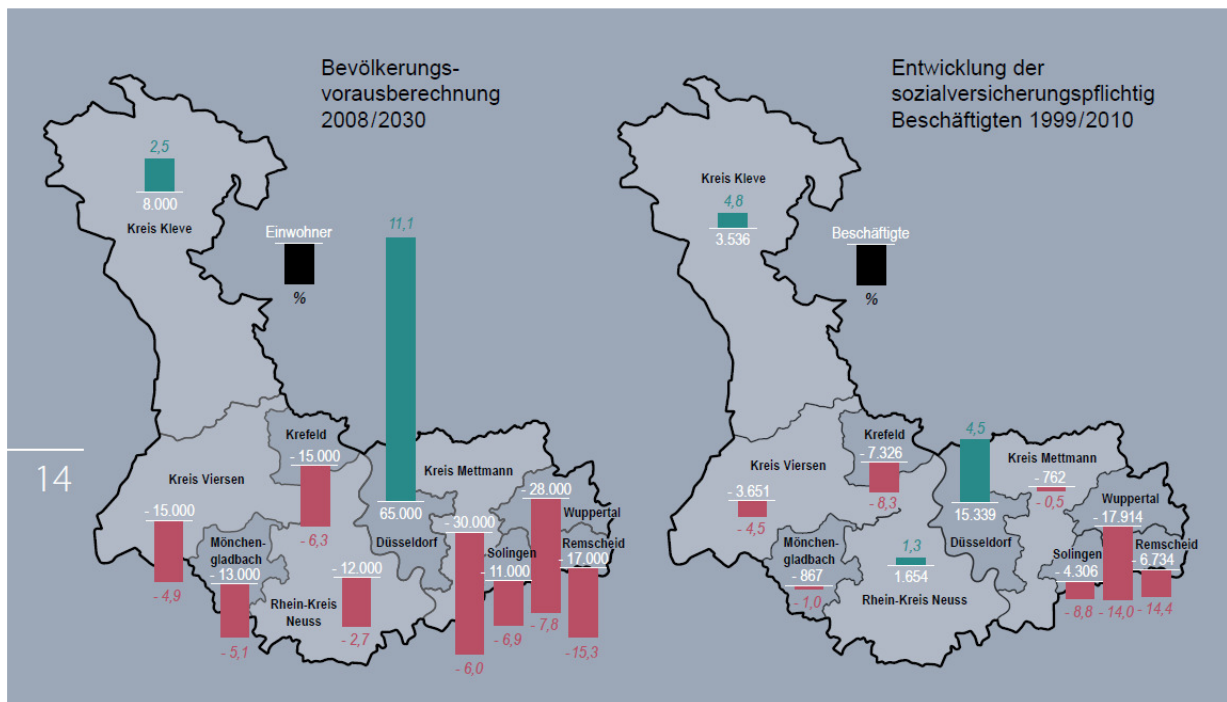 Bevölkerungs-
vorausberechnung
2008/2030
2,5
8.000
Kreis Kleve
Einwohner
%
11,1
65.000
Düsseldorf
Krefeld
- 15.000
- 6,3
Kreis Viersen
- 15.000
- 4,9
Mönchen-
gladbach
- 13.000
- 5,1
- 12.000
- 2,7
Rhein-Kreis
Neuss
Kreis Mettmann
- 30.000
- 6,0
Solingen
- 11.000
- 6,9
- 28.000
Wuppertal
- 7,8
Remscheid
- 17.000
-15,3
14
Entwicklung der
sozialversicherungspflichtig
Beschäftigten 1999/2010
Kreis Kleve
4,8
3.536
Beschäftigte
%
Krefeld
- 7.326
- 8,3
Kreis Viersen
- 3.651
- 4,5
Mönchen-
gladbach
- 867
- 1,0
1,3
1.654
Rhein-Kreis Neuss
4,5
15.339
Düsseldorf
Kreis Mettmann
- 762
- 0,5
Wuppertal
- 17.914
- 14,0
Solingen
- 4.306
- 8,8
Remscheid
- 6.734
- 14,4